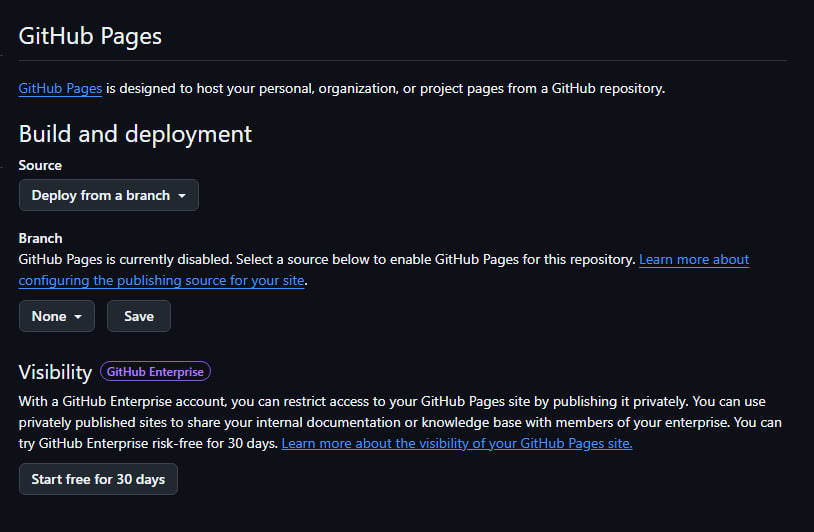 GitHub Pages
GitHub Pages is designed to host your personal, organization, or project pages from a GitHub repository.
Build and deployment
Source
Deploy from a branch
Branch
GitHub Pages is currently disabled. Select a source below to enable GitHub Pages for this repository. Learn more about
configuring the publishing source for your site.
None Save
Visibility GitHub Enterprise
With a GitHub Enterprise account, you can restrict access to your GitHub Pages site by publishing it privately. You can use
privately published sites to share your internal documentation or knowledge base with members of your enterprise. You can
try GitHub Enterprise risk-free for 30 days. Learn more about the visibility of your GitHub Pages site.
Start free for 30 days